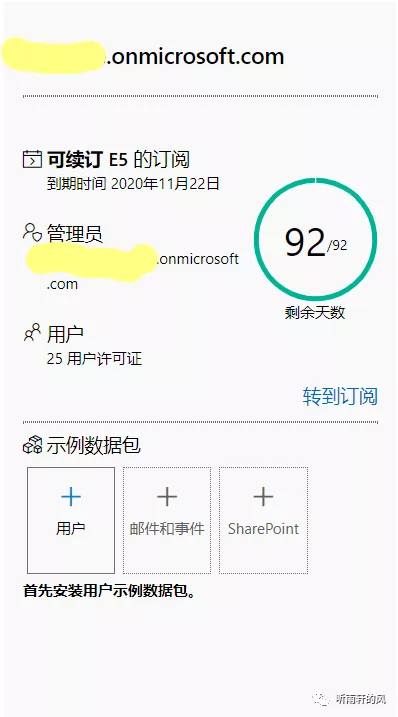 .onmicrosoft.com
可续订 E5 的订阅
到期时间 2020年11月22日
管理员
.onmicrosoft
.com
92/92
剩余天数
用户
25 用户许可证
转到订阅
示例数据包
用户
邮件和事件
SharePoint
首先安装用户示例数据包。
听雨轩的风